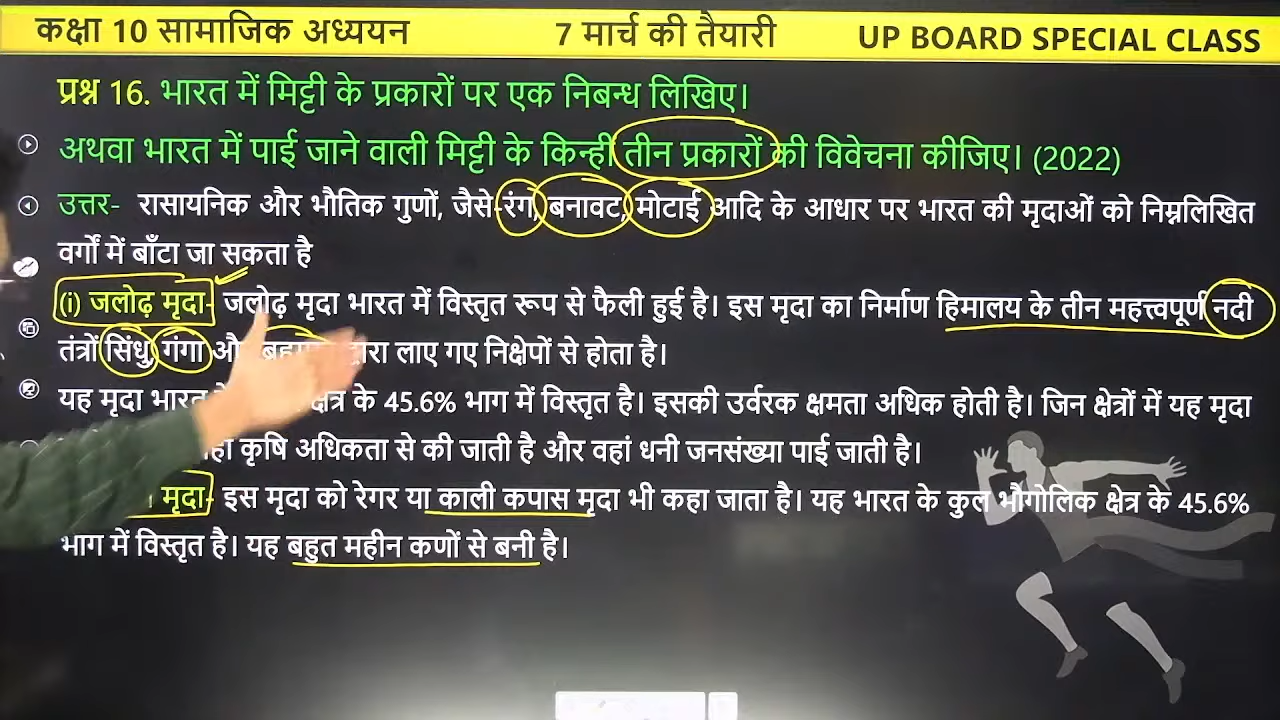 कक्षा 10 सामाजिक अध्ययन 7 मार्च की तैयारी UP BOARD SPECIAL CLASS
प्रश्न 16. भारत में मिट्टी के प्रकारों पर एक निबन्ध लिखिए।
अथवा भारत में पाई जाने वाली मिट्टी के किन्ही तीन प्रकारों की विवेचना कीजिए। (2022)
उत्तर- रासायनिक और भौतिक गुणों, जैसे-रंग, बनावट, मोटाई आदि के आधार पर भारत की मृदाओं को निम्नलिखित
वर्गों में बाँटा जा सकता है
(i) जलोढ़ मृदा- जलोढ़ मृदा भारत में विस्तृत रूप से फैली हुई है। इस मृदा का निर्माण हिमालय के तीन महत्त्वपूर्ण नदी
तंत्रों सिंधु, गंगा लाए गए निक्षेपों से होता है।
यह मृदा भारत क्षेत्र के 45.6% भाग में विस्तृत है। इसकी उर्वरक क्षमता अधिक होती है। जिन क्षेत्रों में यह मृदा
कृषि अधिकता से की जाती है और वहां धनी जनसंख्या पाई जाती है।
मृदा- इस मृदा को रेगर या काली कपास मृदा भी कहा जाता है। यह भारत के कुल भौगोलिक क्षेत्र के 45.6%
भाग में विस्तृत है। यह बहुत महीन कणों से बनी है।